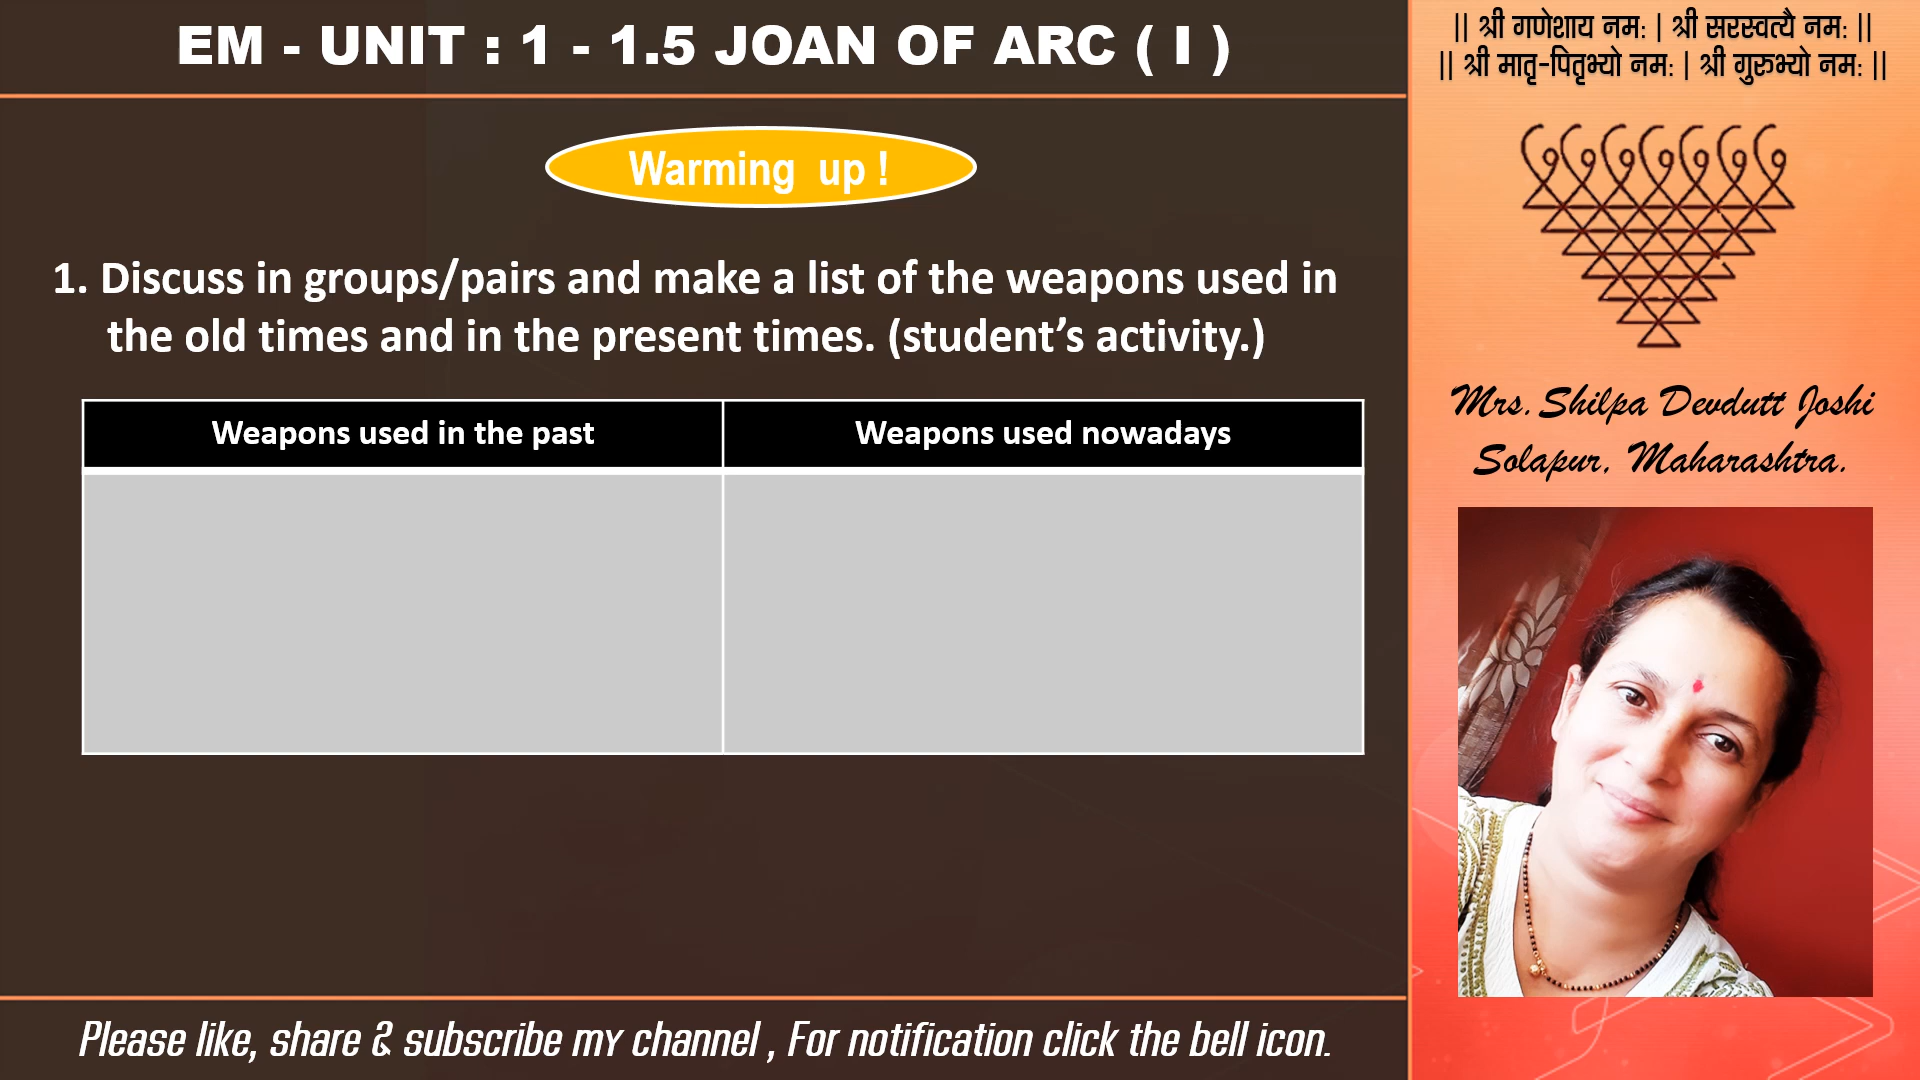 EM - UNIT : 1 - 1.5 JOAN OF ARC ( I )
Warming up !
1. Discuss in groups/pairs and make a list of the weapons used in
the old times and in the present times. (student’s activity.)
Weapons used in the past
Weapons used nowadays
Please like, share & subscribe my channel , For notification click the bell icon.
|| श्री गणेशाय नमः | श्री सरस्वत्यै नमः ||
|| श्री मातृ-पितृभ्यो नमः | श्री गुरुभ्यो नमः ||
Mrs. Shilpa Devdutt Joshi
Solapur, Maharashtra.